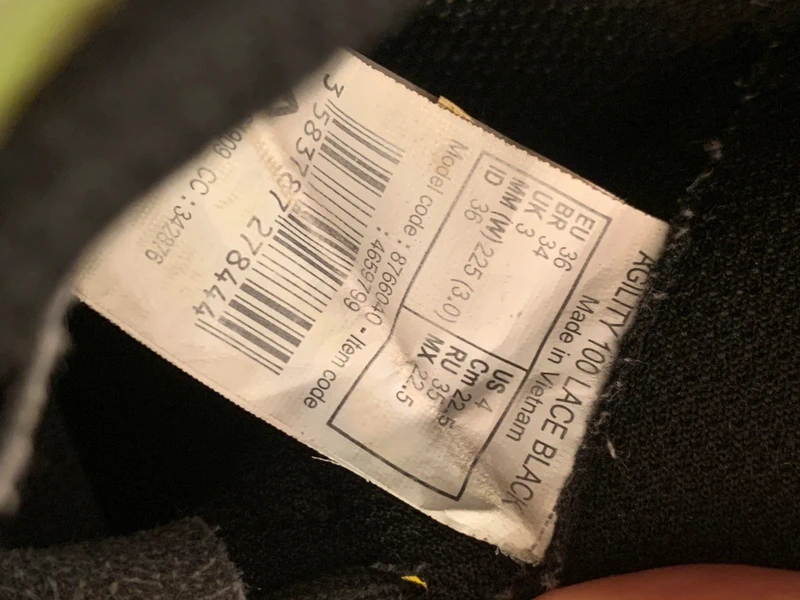 AGILITY 100 LACE BLACK
Made in Vietnam
EU 36
BR 34
UK 3
MM (W) 225 (3.0)
ID 36
US 4
Cm 22.5
RU 35
MX 22.5
Model code : 8766040 - Item code
: 4659799
3 583787 278444
CC : 342876